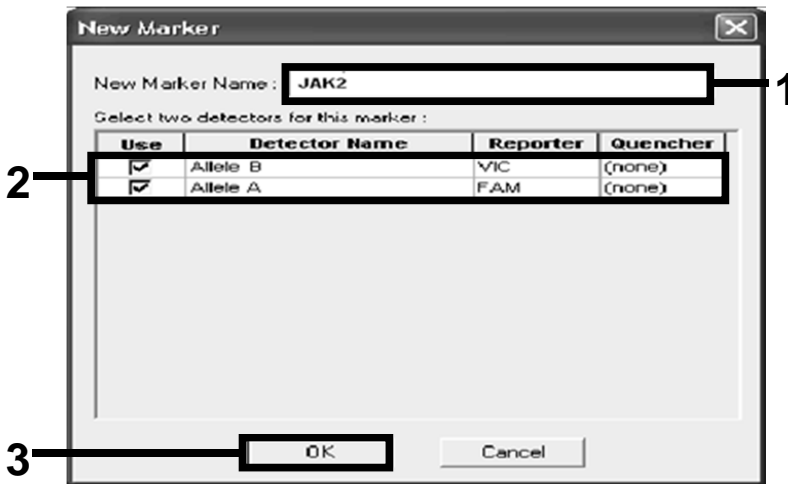 New Marker
New Marker Name : JAK2
1
Select two detectors for this marker :
Use Detector Name Reporter Quencher
2
Allele B VIC (none)
Allele A FAM (none)
3
OK Cancel